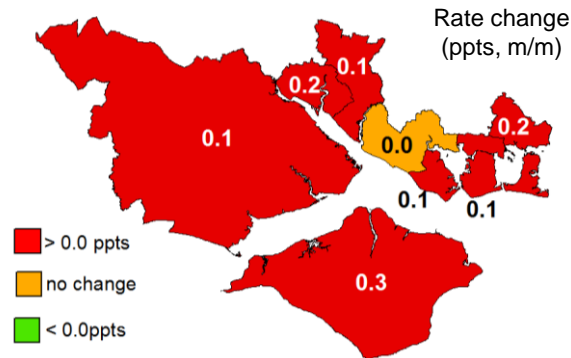 Rate change
(ppts, m/m)
0.1
0.2
0.2
0.0
0.1
0.1
0.1
> 0.0 ppts
no change
0.3
< 0.0ppts